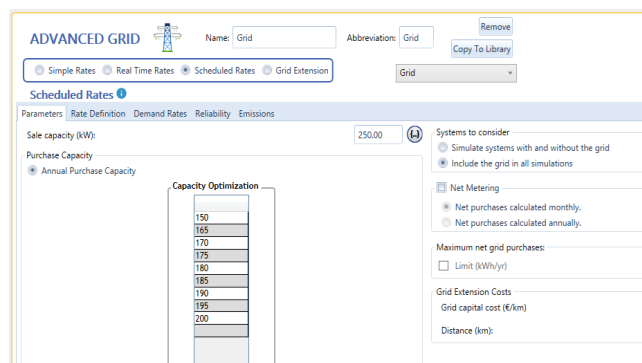 ADVANCED GRID Name: Grid Abbreviation: Grid Remove
Copy To Library
Simple Rates Real Time Rates Scheduled Rates Grid Extension Grid
Scheduled Rates i
Parameters Rate Definition Demand Rates Reliability Emissions
Sale capacity (kW): 250.00 {..}
Purchase Capacity
Annual Purchase Capacity
Capacity Optimization
150
165
170
175
180
185
190
195
200
Systems to consider
Simulate systems with and without the grid
Include the grid in all simulations
Net Metering
Net purchases calculated monthly.
Net purchases calculated annually.
Maximum net grid purchases:
Limit (kWh/yr)
Grid Extension Costs
Grid capital cost (€/km)
Distance (km):